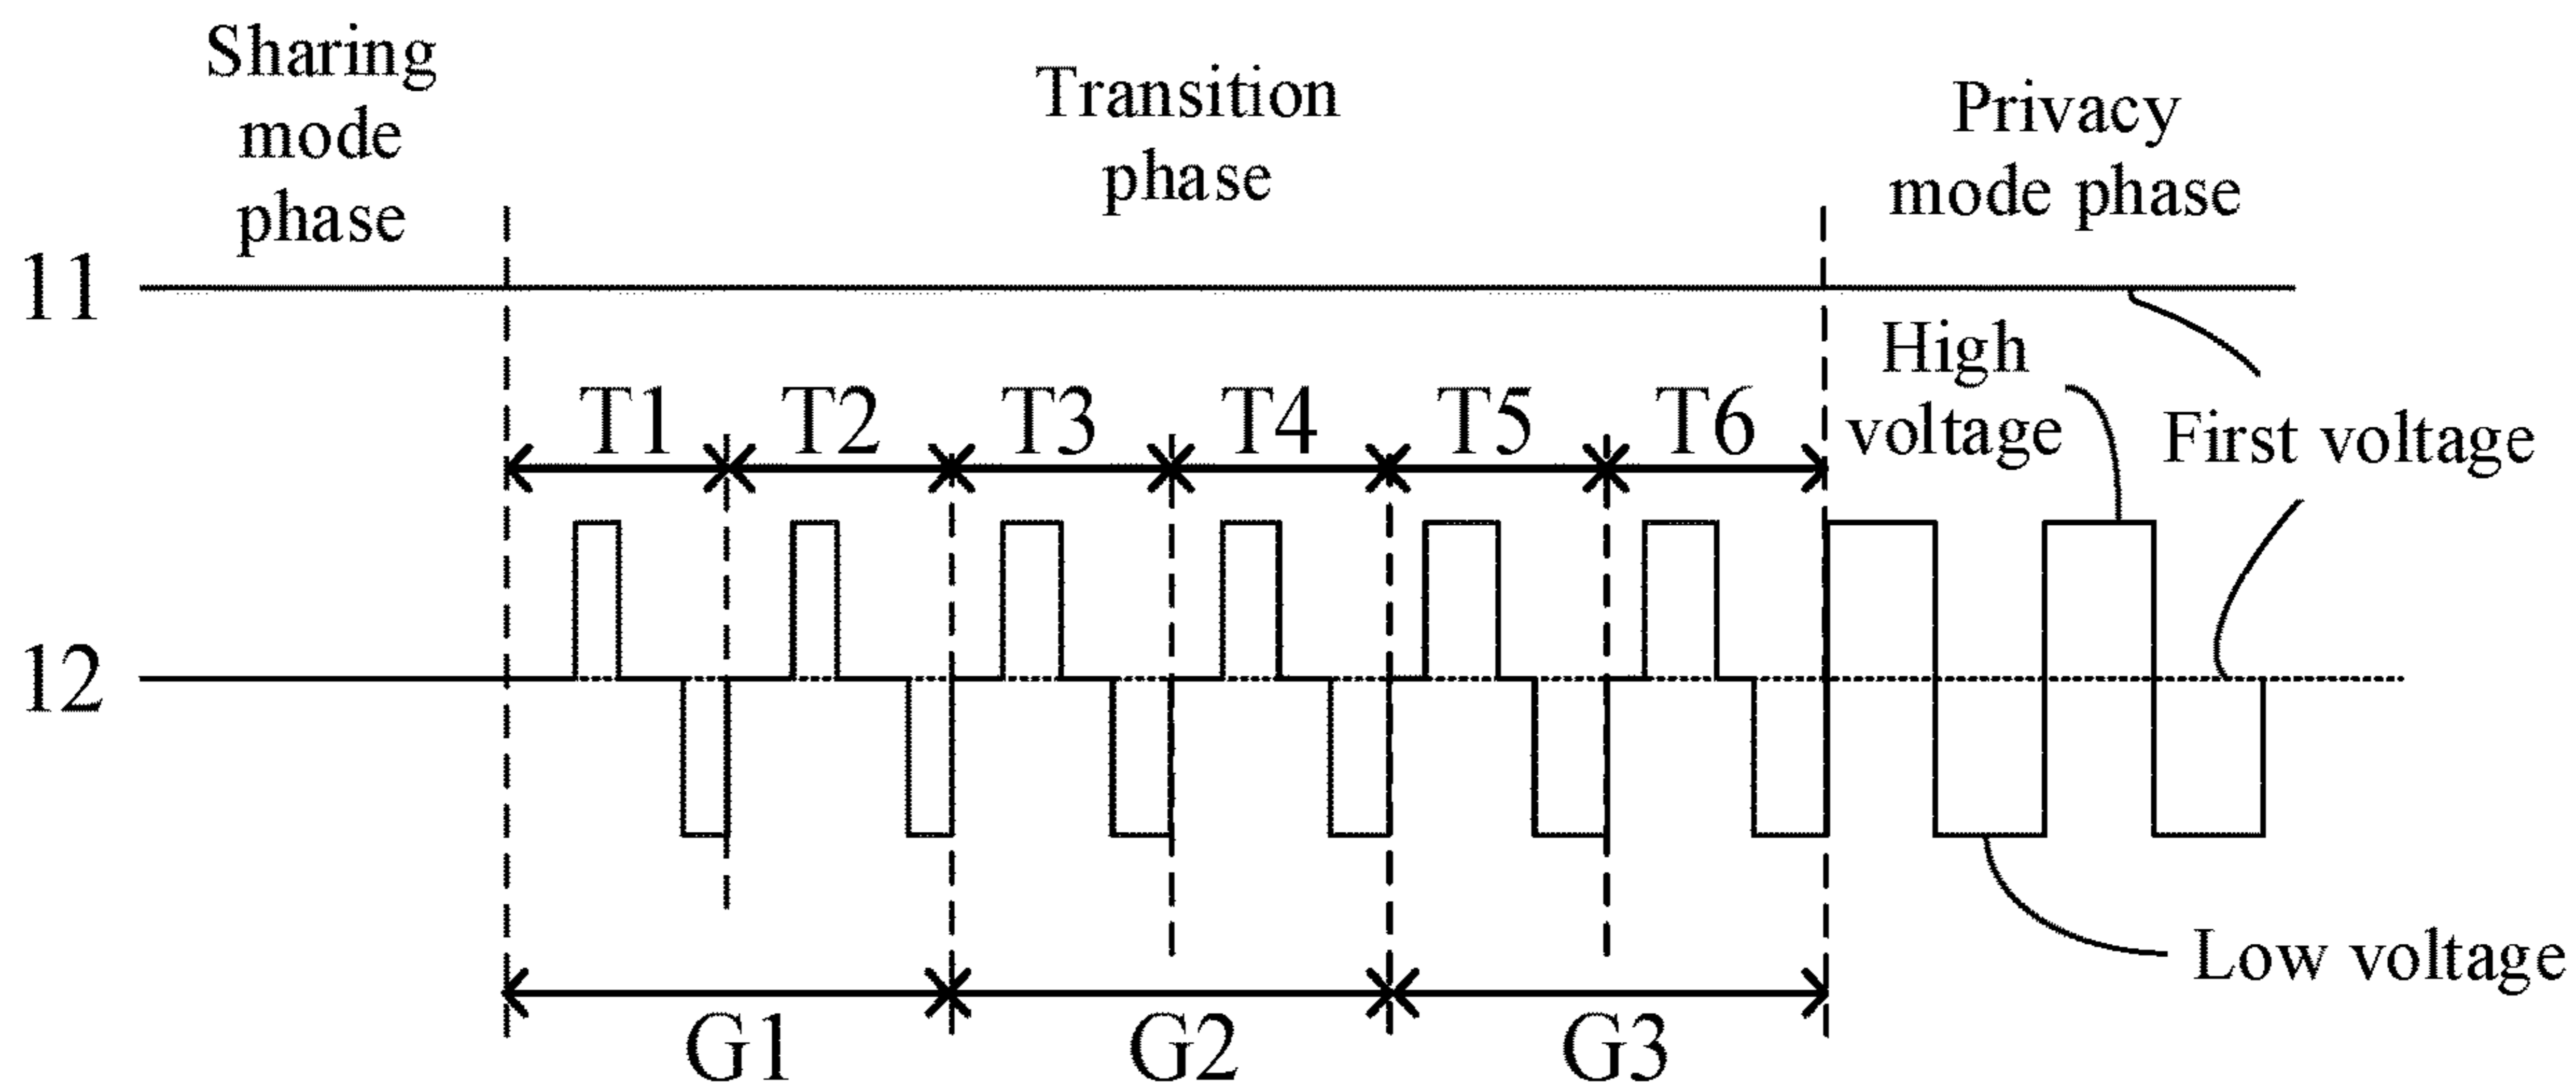 Sharing
mode
phase
Transition
phase
Privacy
mode phase
11
High
voltage
First voltage
T1 T2 T3 T4 T5 T6
12
Low voltage
G1 G2 G3